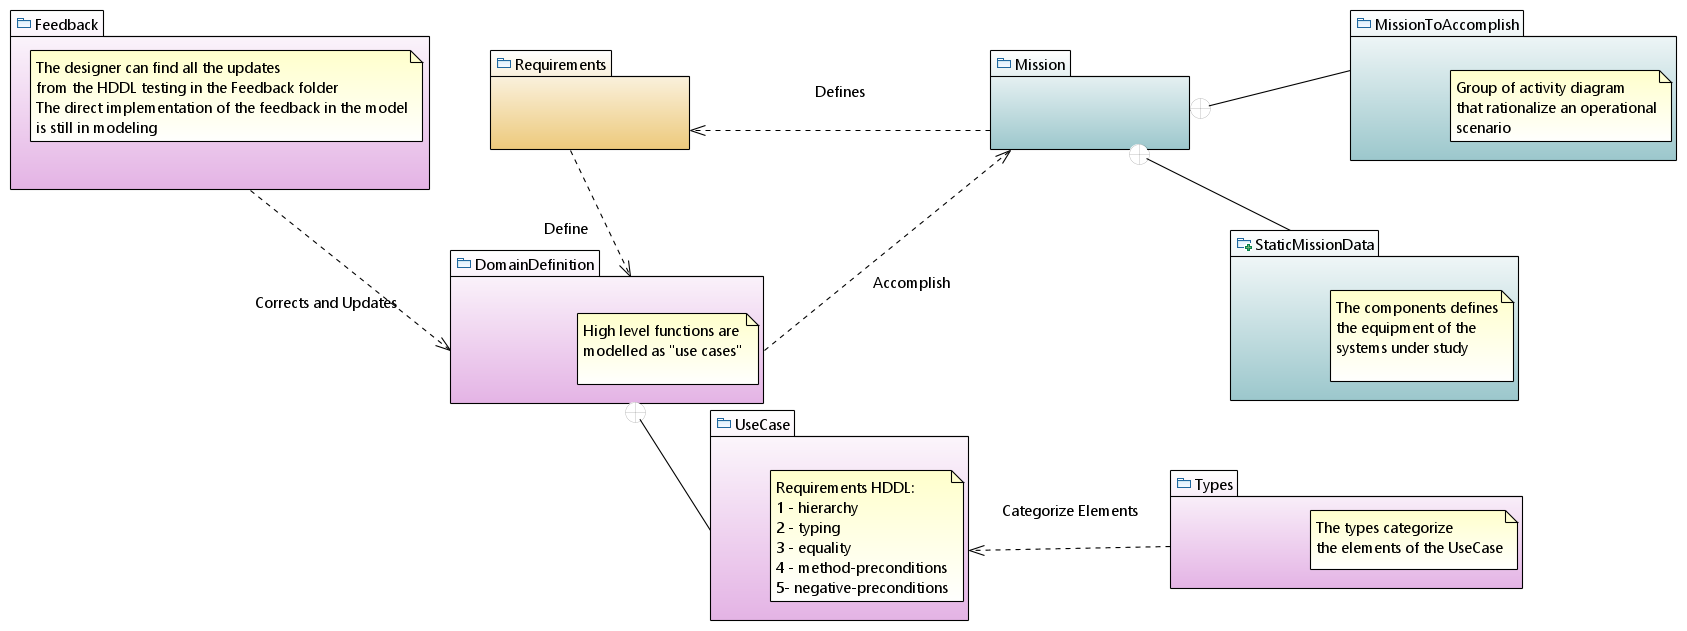 Feedback
The designer can find all the updates
from the HDDL testing in the Feedback folder
The direct implementation of the feedback in the model
is still in modeling
Requirements
Defines
Mission
MissionToAccomplish
Group of activity diagram
that rationalize an operational
scenario
Define
DomainDefinition
High level functions are
modelled as "use cases"
Corrects and Updates
Accomplish
StaticMissionData
The components defines
the equipment of the
systems under study
UseCase
Requirements HDDL:
1 - hierarchy
2 - typing
3 - equality
4 - method-preconditions
5- negative-preconditions
Categorize Elements
Types
The types categorize
the elements of the UseCase